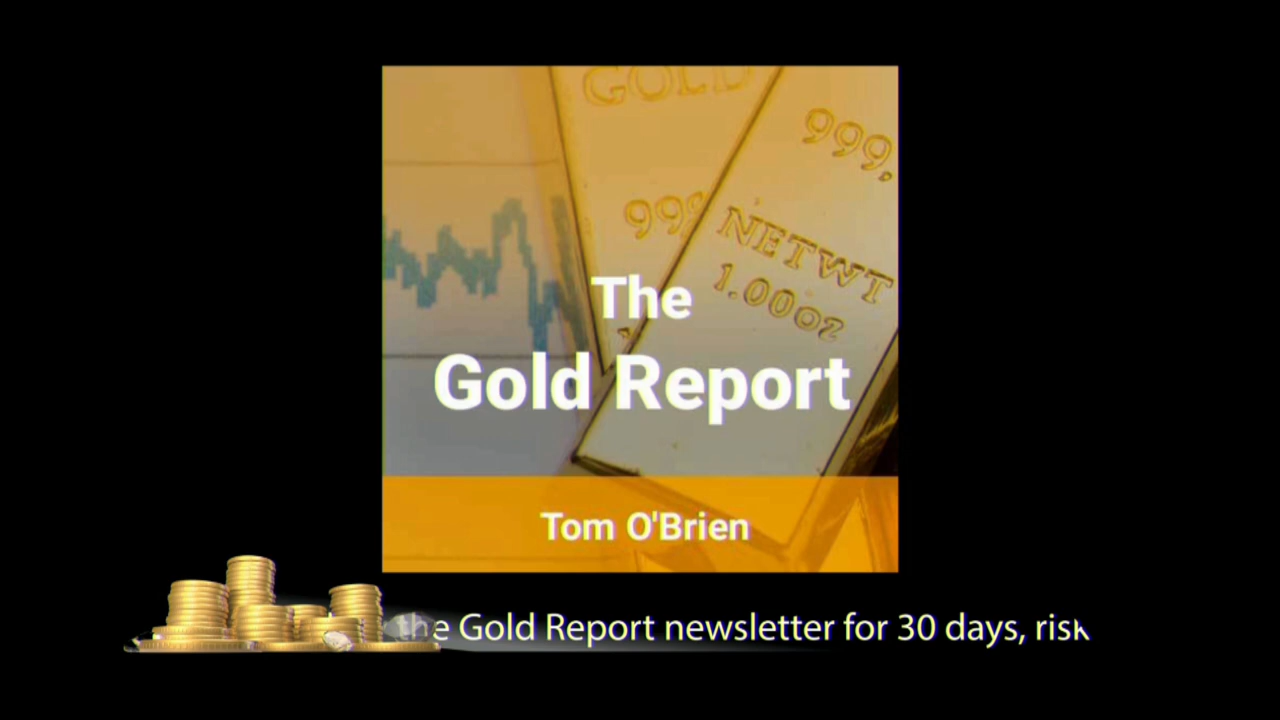 GOLD
999.
999
NETWT
1.00oz
The
Gold Report
Tom O'Brien
the Gold Report newsletter for 30 days, risk